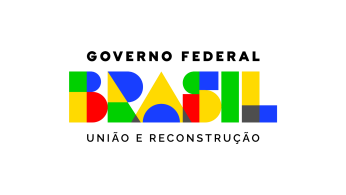 GOVERNO FEDERAL
BRASIL
UNIÃO E RECONSTRUÇÃO